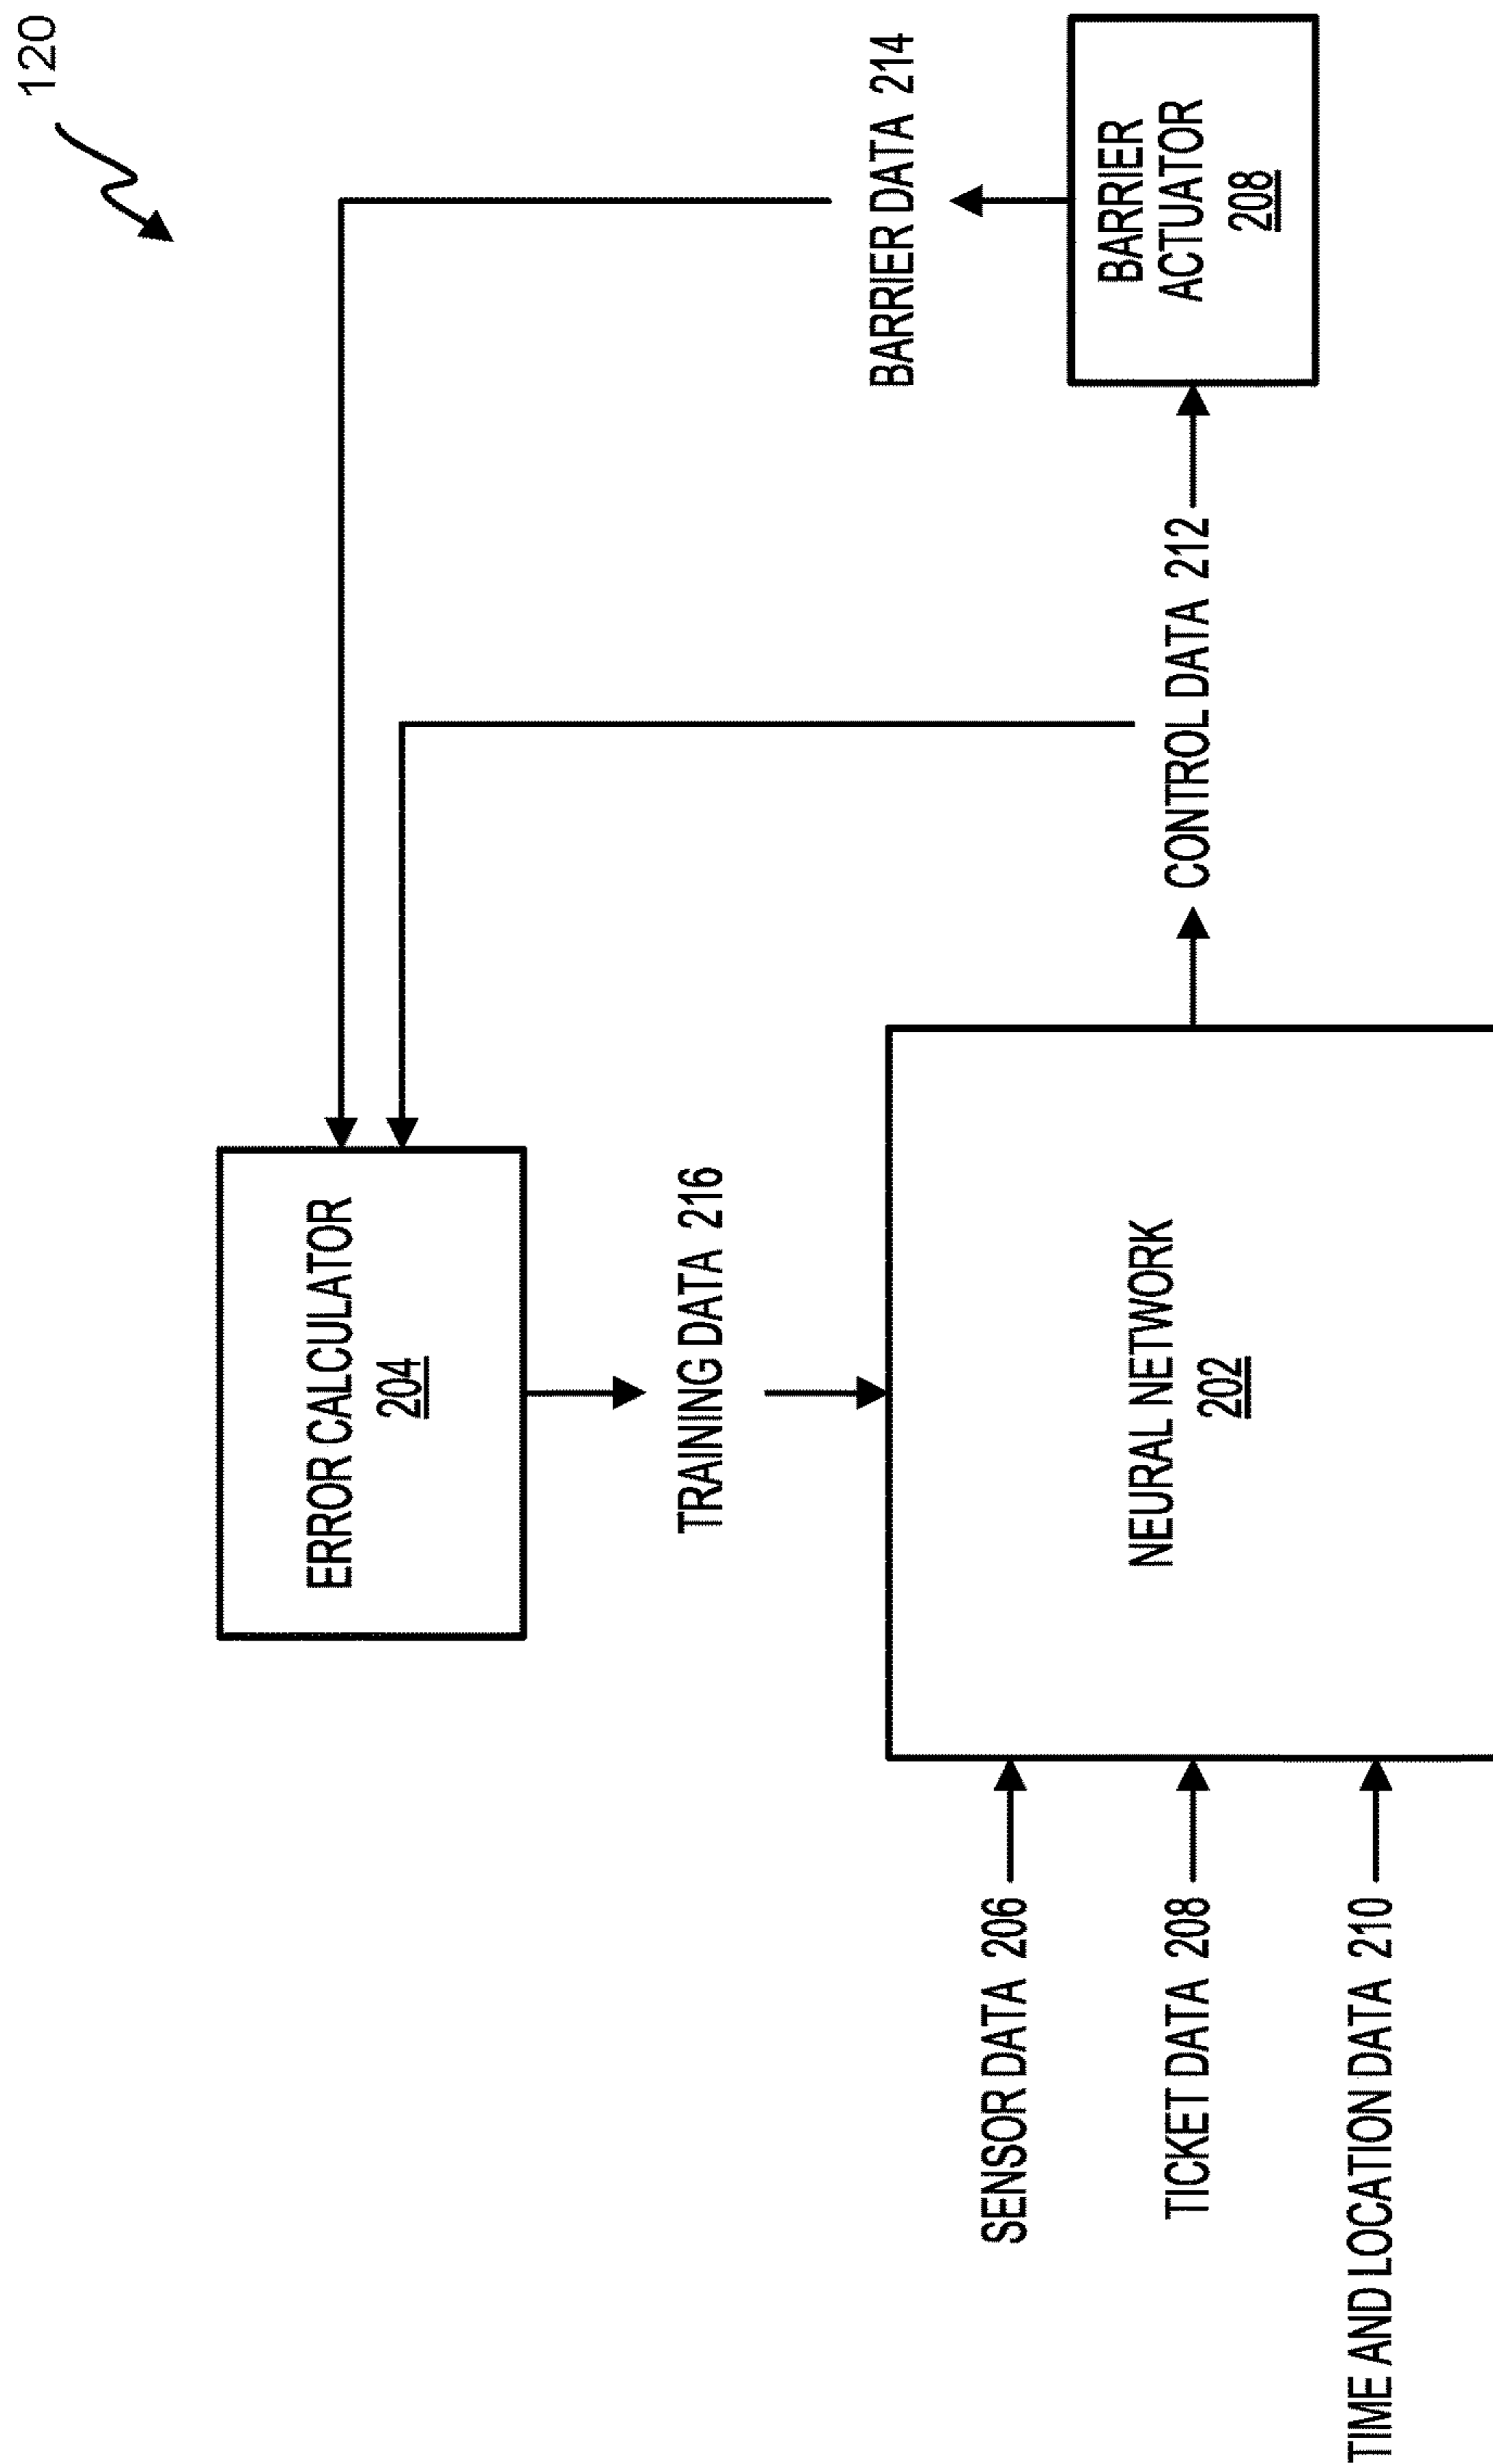 120
ERROR CALCULATOR
204
BARRIER DATA 214
TRAINING DATA 216
SENSOR DATA 206
TICKET DATA 208
TIME AND LOCATION DATA 210
NEURAL NETWORK
202
CONTROL DATA 212
BARRIER
ACTUATOR
208